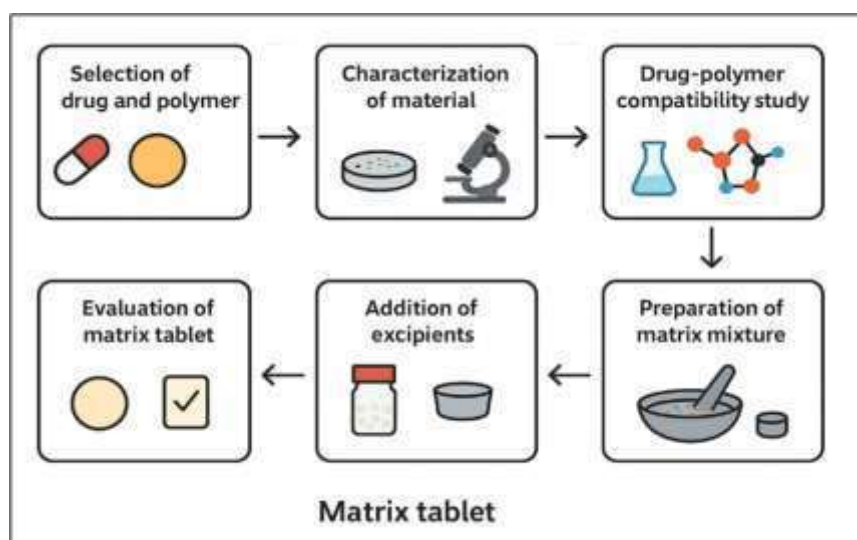 Selection of
drug and polymer
Characterization
of material
Drug-polymer
compatibility study
Preparation of
matrix mixture
Addition of
excipients
Evaluation of
matrix tablet
Matrix tablet